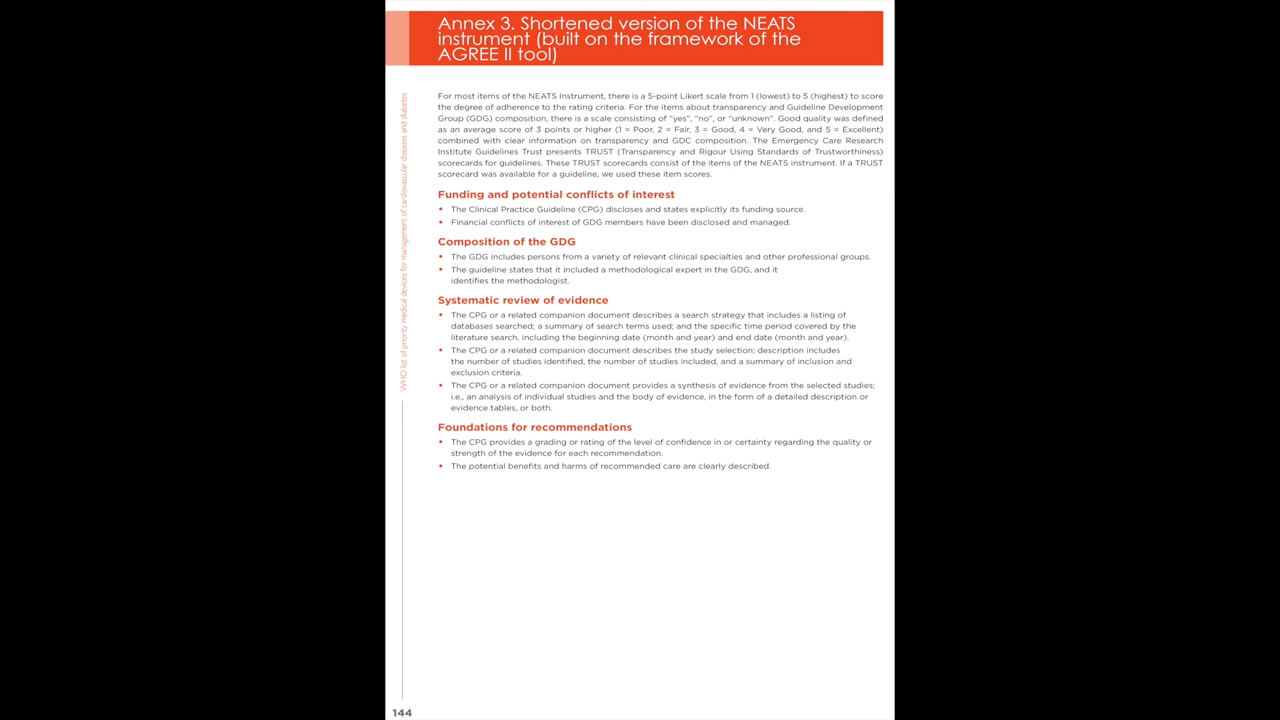 Annex 3. Shortened version of the NEATS
instrument (built on the framework of the
AGREE II tool)
WHO list of priority medical devices for management of cardiovascular diseases and diabetes
For most items of the NEATS Instrument, there is a 5-point Likert scale from 1 (lowest) to 5 (highest) to score
the degree of adherence to the rating criteria. For the items about transparency and Guideline Development
Group (GDG) composition, there is a scale consisting of “yes”, “no”, or “unknown”. Good quality was defined
as an average score of 3 points or higher (1 = Poor, 2 = Fair, 3 = Good, 4 = Very Good, and 5 = Excellent)
combined with clear information on transparency and GDC composition. The Emergency Care Research
Institute Guidelines Trust presents TRUST (Transparency and Rigour Using Standards of Trustworthiness)
scorecards for guidelines. These TRUST scorecards consist of the items of the NEATS instrument. If a TRUST
scorecard was available for a guideline, we used these item scores.
Funding and potential conflicts of interest
• The Clinical Practice Guideline (CPG) discloses and states explicitly its funding source.
• Financial conflicts of interest of GDG members have been disclosed and managed.
Composition of the GDG
• The GDG includes persons from a variety of relevant clinical specialties and other professional groups.
• The guideline states that it included a methodological expert in the GDG, and it
identifies the methodologist.
Systematic review of evidence
• The CPG or a related companion document describes a search strategy that includes a listing of
databases searched; a summary of search terms used; and the specific time period covered by the
literature search, including the beginning date (month and year) and end date (month and year).
• The CPG or a related companion document describes the study selection; description includes
the number of studies identified, the number of studies included, and a summary of inclusion and
exclusion criteria.
• The CPG or a related companion document provides a synthesis of evidence from the selected studies;
i.e., an analysis of individual studies and the body of evidence, in the form of a detailed description or
evidence tables, or both.
Foundations for recommendations
• The CPG provides a grading or rating of the level of confidence in or certainty regarding the quality or
strength of the evidence for each recommendation.
• The potential benefits and harms of recommended care are clearly described.
144